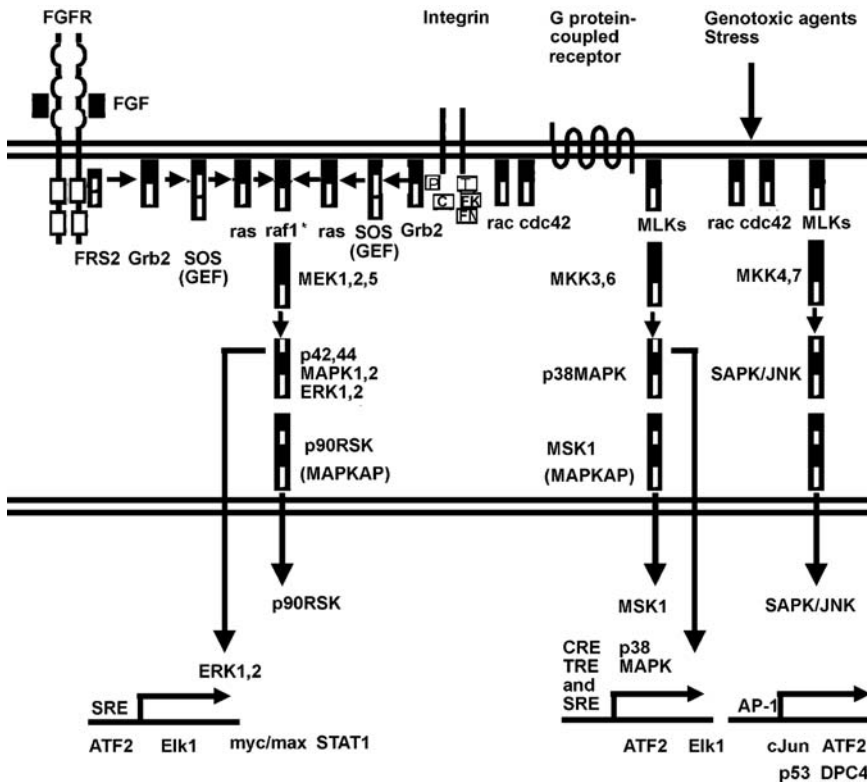 FGFR
Integrin
G protein-
coupled
receptor
Genotoxic agents
Stress
FGF
P
T
C
FK
FN
ras raf1* ras SOS Grb2
(GEF)
FRS2 Grb2 SOS
(GEF)
rac cdc42
MLKs
rac cdc42 MLKs
MEK1,2,5
MKK3,6
MKK4,7
p42,44
MAPK1,2
ERK1,2
p38MAPK
SAPK/JNK
p90RSK
(MAPKAP)
MSK1
(MAPKAP)
p90RSK
MSK1
SAPK/JNK
ERK1,2
CRE p38
TRE MAPK
and
SRE
SRE
AP-1
ATF2 Elk1 myc/max STAT1
ATF2 Elk1
cJun ATF2
p53 DPC4